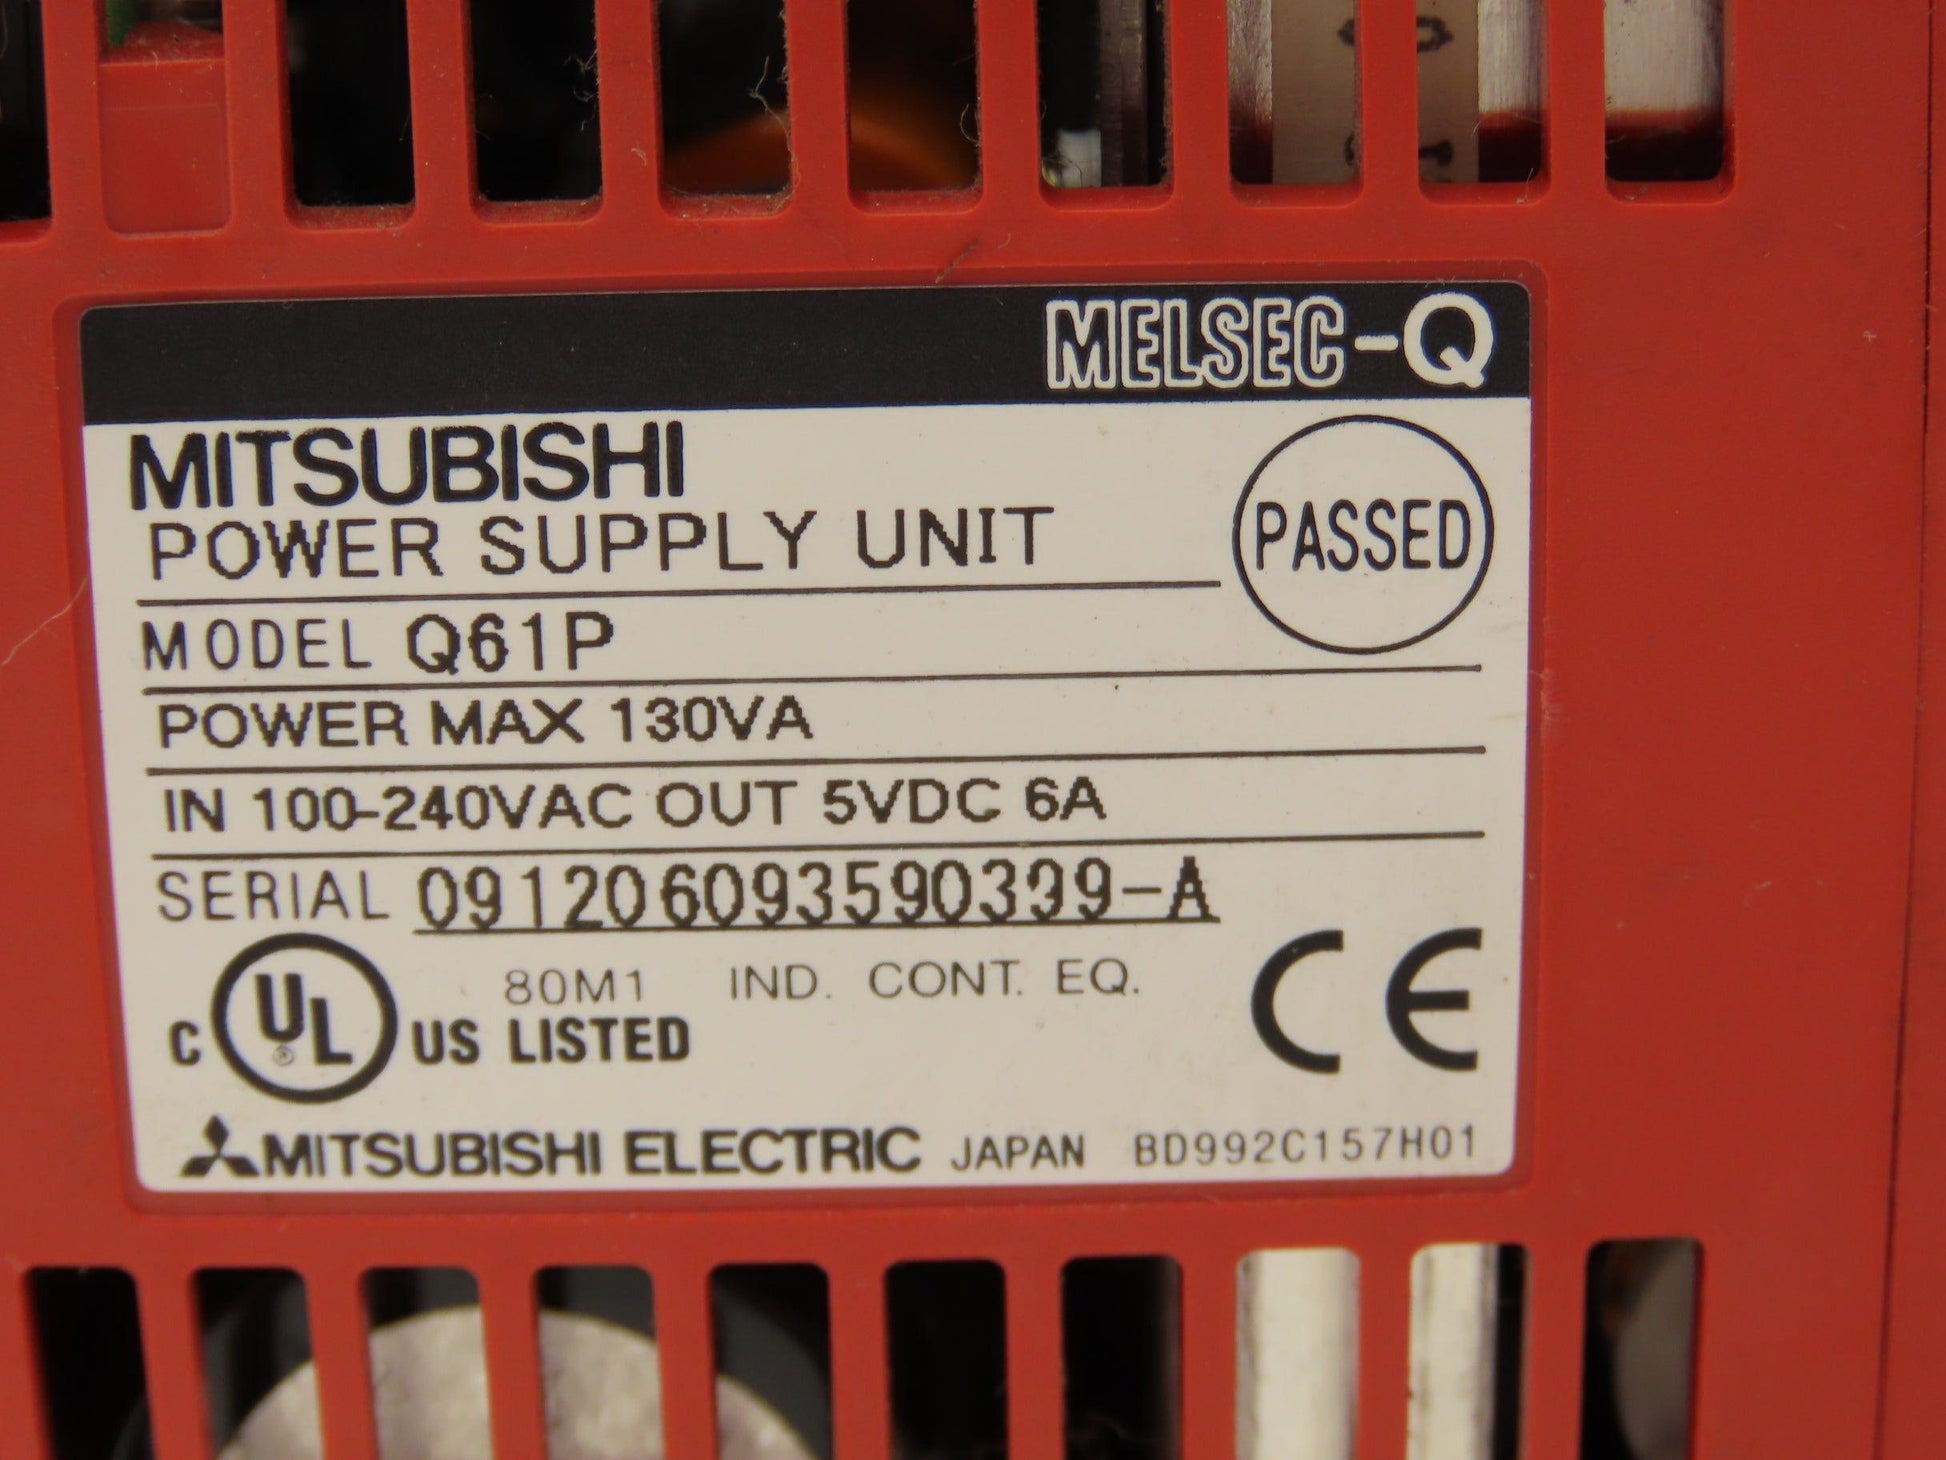 MELSEC-Q
MITSUBISHI
POWER SUPPLY UNIT
PASSED
MODEL Q61P
POWER MAX 130VA
IN 100-240VAC OUT 5VDC 6A
SERIAL 091206093590399-A
80M1 IND. CONT. EQ.
C UL® US LISTED
CE
MITSUBISHI ELECTRIC JAPAN BD992C157H01